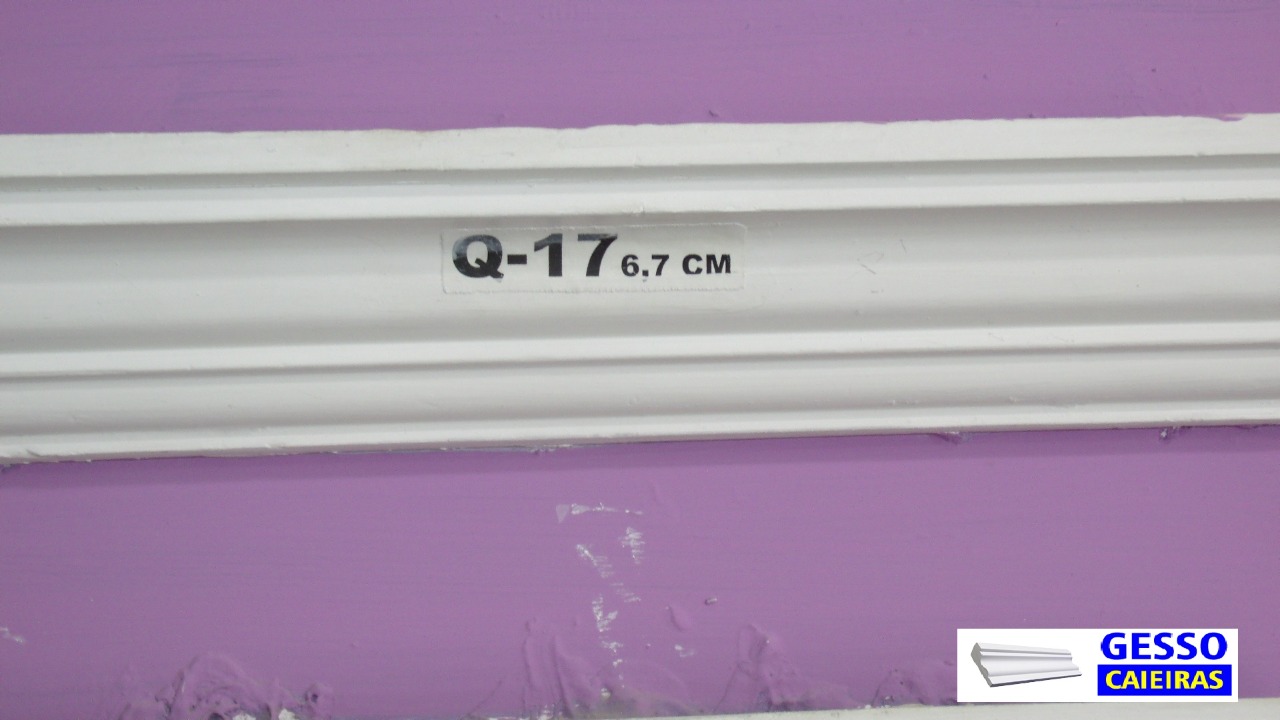 Q-17 6,7 CM
GESSO
CAIEIRAS